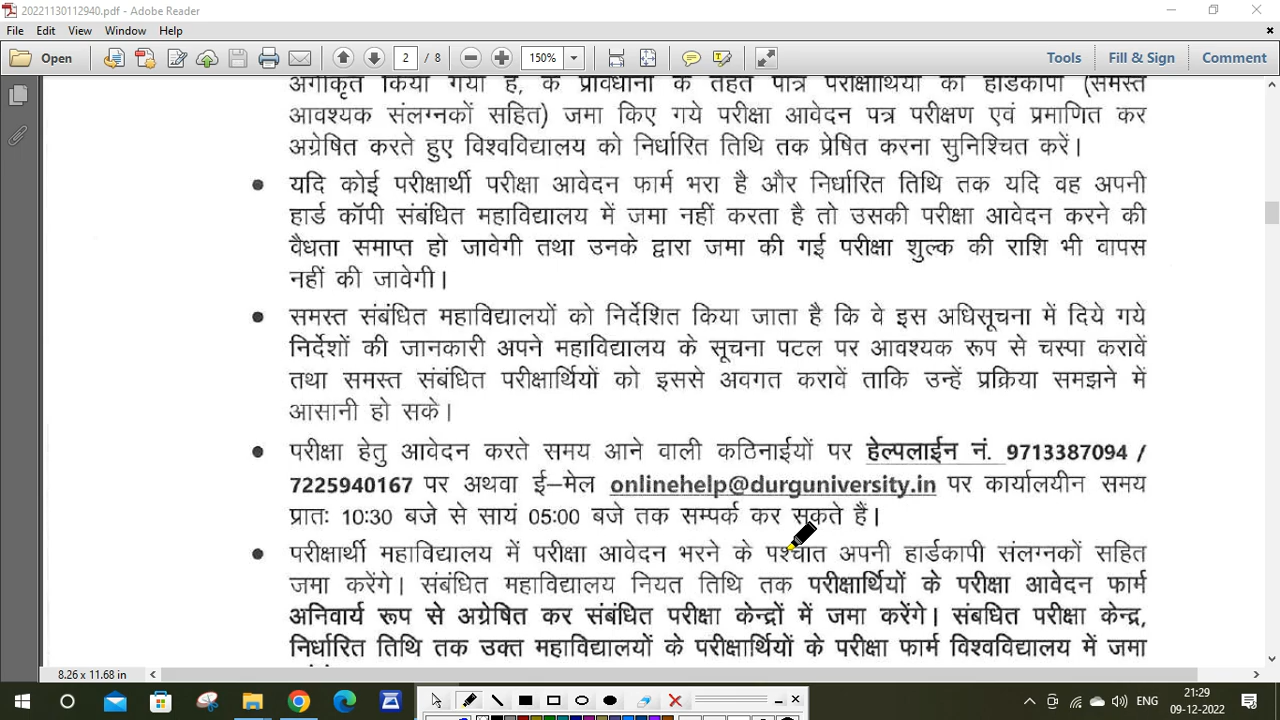 20221130112940.pdf - Adobe Reader
File Edit View Window Help
Open 2 / 8 150% Tools Fill & Sign Comment
अंगीकृत किया गया है, के प्रावधानों के तहत पात्र परीक्षार्थियों की हार्डकॉपी (समस्त
आवश्यक संलग्नकों सहित) जमा किए गये परीक्षा आवेदन पत्र परीक्षण एवं प्रमाणित कर
अग्रेषित करते हुए विश्वविद्यालय को निर्धारित तिथि तक प्रेषित करना सुनिश्चित करें।
● यदि कोई परीक्षार्थी परीक्षा आवेदन फार्म भरा है और निर्धारित तिथि तक यदि वह अपनी
हार्ड कॉपी संबंधित महाविद्यालय में जमा नहीं करता है तो उसकी परीक्षा आवेदन करने की
वैधता समाप्त हो जावेगी तथा उनके द्वारा जमा की गई परीक्षा शुल्क की राशि भी वापस
नहीं की जावेगी।
● समस्त संबंधित महाविद्यालयों को निर्देशित किया जाता है कि वे इस अधिसूचना में दिये गये
निर्देशों की जानकारी अपने महाविद्यालय के सूचना पटल पर आवश्यक रूप से चस्पा करावें
तथा समस्त संबंधित परीक्षार्थियों को इससे अवगत करावें ताकि उन्हें प्रक्रिया समझने में
आसानी हो सके।
● परीक्षा हेतु आवेदन करते समय आने वाली कठिनाईयों पर हेल्पलाईन नं. 9713387094 /
7225940167 पर अथवा ई–मेल onlinehelp@durguniversity.in पर कार्यालयीन समय
प्रातः 10:30 बजे से सायं 05:00 बजे तक सम्पर्क कर सकते हैं।
● परीक्षार्थी महाविद्यालय में परीक्षा आवेदन भरने के पश्चात अपनी हार्डकापी संलग्नकों सहित
जमा करेंगे। संबंधित महाविद्यालय नियत तिथि तक परीक्षार्थियों के परीक्षा आवेदन फार्म
अनिवार्य रूप से अग्रेषित कर संबंधित परीक्षा केन्द्रों में जमा करेंगे। संबधित परीक्षा केन्द्र,
निर्धारित तिथि तक उक्त महाविद्यालयों के परीक्षार्थियों के परीक्षा फार्म विश्वविद्यालय में जमा
8.26 x 11.68 in
ENG 21:29
09-12-2022